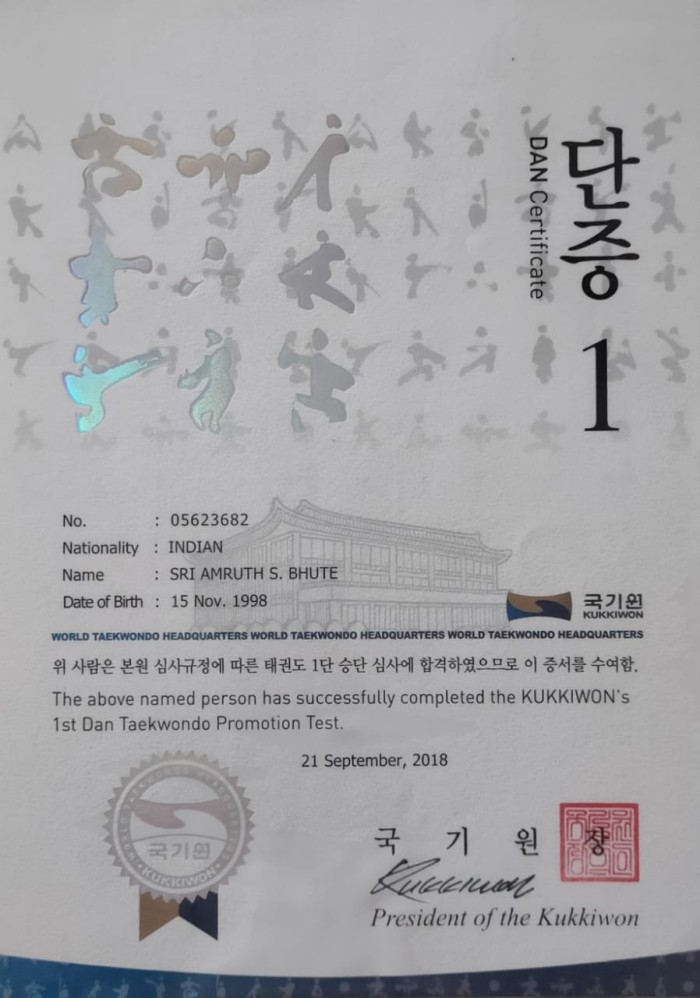 단증
DAN Certificate
1
No. : 05623682
Nationality : INDIAN
Name : SRI AMRUTH S. BHUTE
Date of Birth : 15 Nov. 1998
국기원
KUKKIWON
WORLD TAEKWONDO HEADQUARTERS WORLD TAEKWONDO HEADQUARTERS WORLD TAEKWONDO HEADQUARTERS
위 사람은 본원 심사규정에 따른 태권도 1단 승단 심사에 합격하였으므로 이 증서를 수여함.
The above named person has successfully completed the KUKKIWON's
1st Dan Taekwondo Promotion Test.
21 September, 2018
WORLD TAEKWONDO HEADQUARTERS
국기원
KUKKIWON
국 기 원 장
Kukkiwon
President of the Kukkiwon